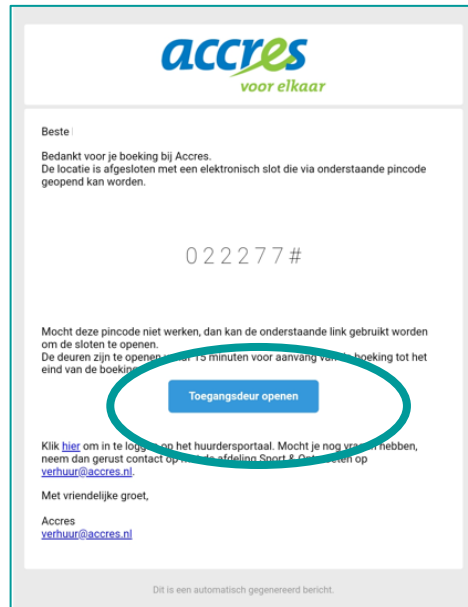 accres
voor elkaar
Beste
Bedankt voor je boeking bij Accres.
De locatie is afgesloten met een elektronisch slot die via onderstaande pincode
geopend kan worden.
022277#
Mocht deze pincode niet werken, dan kan de onderstaande link gebruikt worden
om de sloten te openen.
De deuren zijn te openen 15 minuten voor aanvang van de boeking tot het
eind van de boeking
Toegangsdeur openen
Klik hier om in te loggen op het huurdersportaal. Mocht je nog vragen hebben,
neem dan gerust contact op met de afdeling Sport & Ontmoeten op
verhuur@accres.nl.
Met vriendelijke groet,
Accres
verhuur@accres.nl
Dit is een automatisch gegenereerd bericht.